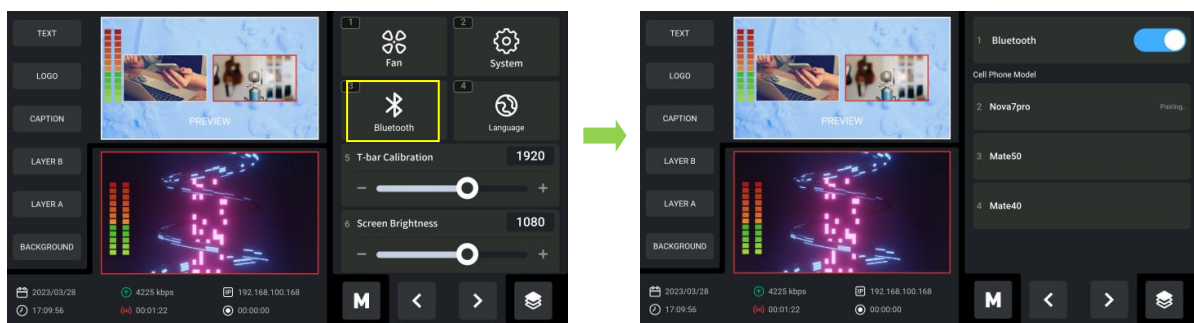 TEXT
LOGO
CAPTION
LAYER B
LAYER A
BACKGROUND
PREVIEW
1
Fan
2
System
3
Bluetooth
4
Language
5 T-bar Calibration 1920
− +
6 Screen Brightness 1080
− +
2023/03/28 4225 kbps IP 192.168.100.168
17:09:56 00:01:22 00:00:00
M < >
TEXT
LOGO
CAPTION
LAYER B
LAYER A
BACKGROUND
PREVIEW
1 Bluetooth
Cell Phone Model
2 Nova7pro Pairing..
3 Mate50
4 Mate40
2023/03/28 4225 kbps IP 192.168.100.168
17:09:56 00:01:22 00:00:00
M < >